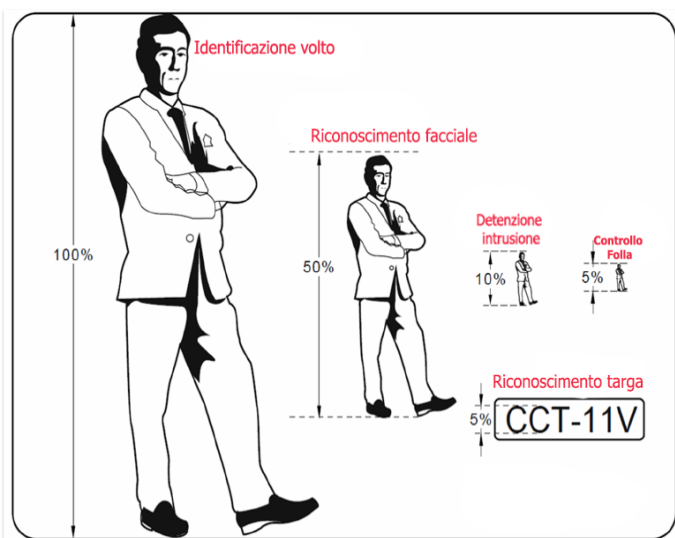 Identificazione volto
100%
Riconoscimento facciale
50%
Detenzione
intrusione
10%
Controllo
Folla
5%
Riconoscimento targa
5%
CCT-11V